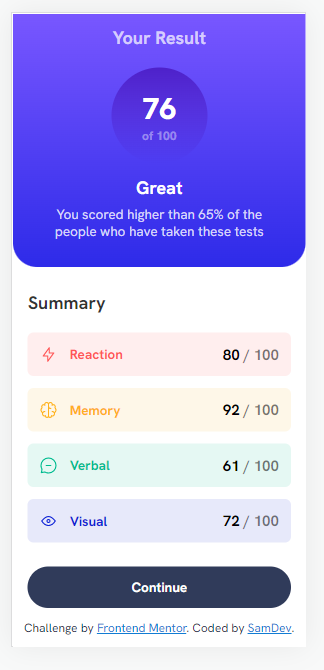 Your Result
76
of 100
Great
You scored higher than 65% of the
people who have taken these tests
Summary
Reaction 80 / 100
Memory 92 / 100
Verbal 61 / 100
Visual 72 / 100
Continue
Challenge by Frontend Mentor. Coded by SamDev.